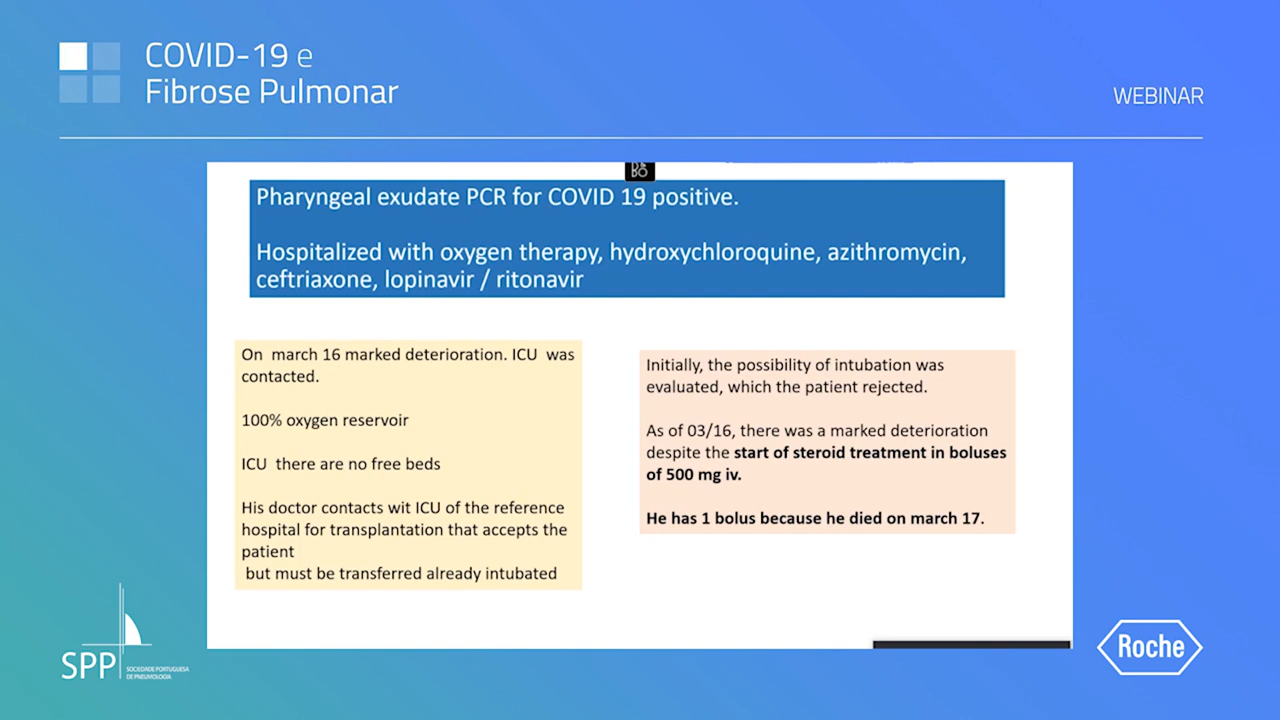 COVID-19 e
Fibrose Pulmonar
WEBINAR
Pharyngeal exudate PCR for COVID 19 positive.
Hospitalized with oxygen therapy, hydroxychloroquine, azithromycin,
ceftriaxone, lopinavir / ritonavir
On march 16 marked deterioration. ICU was
contacted.
100% oxygen reservoir
ICU there are no free beds
His doctor contacts wit ICU of the reference
hospital for transplantation that accepts the
patient
but must be transferred already intubated
Initially, the possibility of intubation was
evaluated, which the patient rejected.
As of 03/16, there was a marked deterioration
despite the start of steroid treatment in boluses
of 500 mg iv.
He has 1 bolus because he died on march 17.
SPP
SOCIEDADE PORTUGUESA
DE PNEUMOLOGIA
Roche